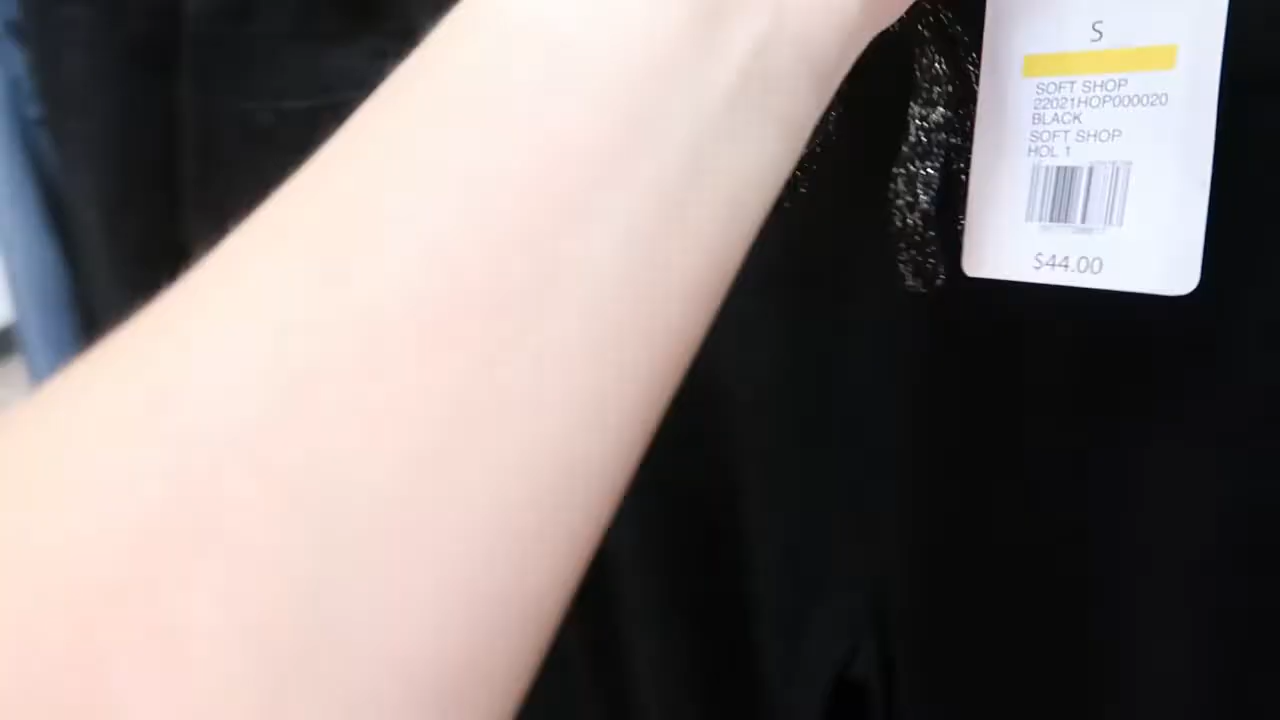 S
SOFT SHOP
22021HOP000020
BLACK
SOFT SHOP
HOL 1
$44.00